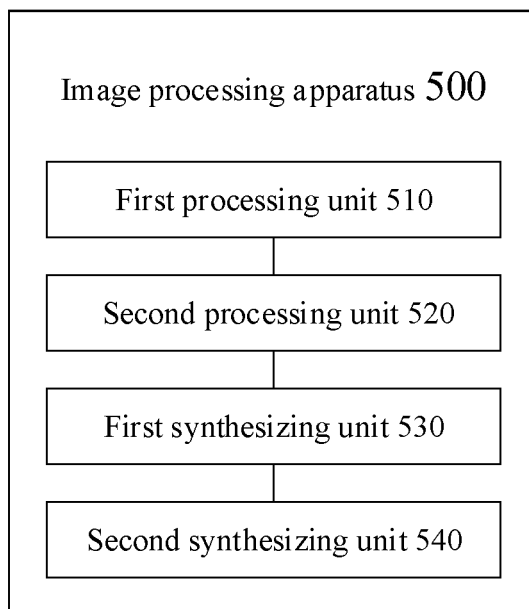 Image processing apparatus 500
First processing unit 510
Second processing unit 520
First synthesizing unit 530
Second synthesizing unit 540